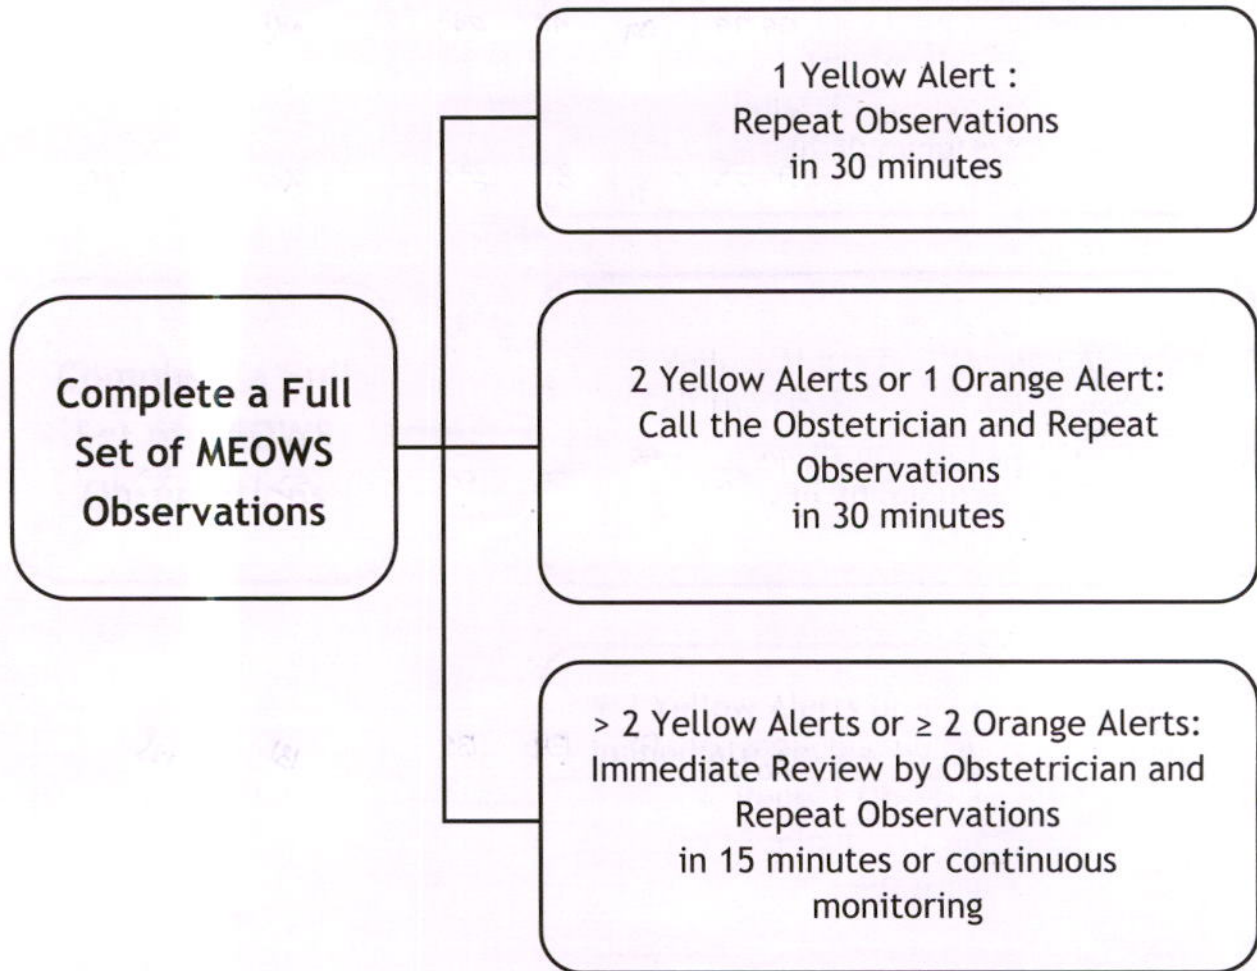 1 Yellow Alert :
Repeat Observations
in 30 minutes
Complete a Full
Set of MEOWS
Observations
2 Yellow Alerts or 1 Orange Alert:
Call the Obstetrician and Repeat
Observations
in 30 minutes
> 2 Yellow Alerts or ≥ 2 Orange Alerts:
Immediate Review by Obstetrician and
Repeat Observations
in 15 minutes or continuous
monitoring